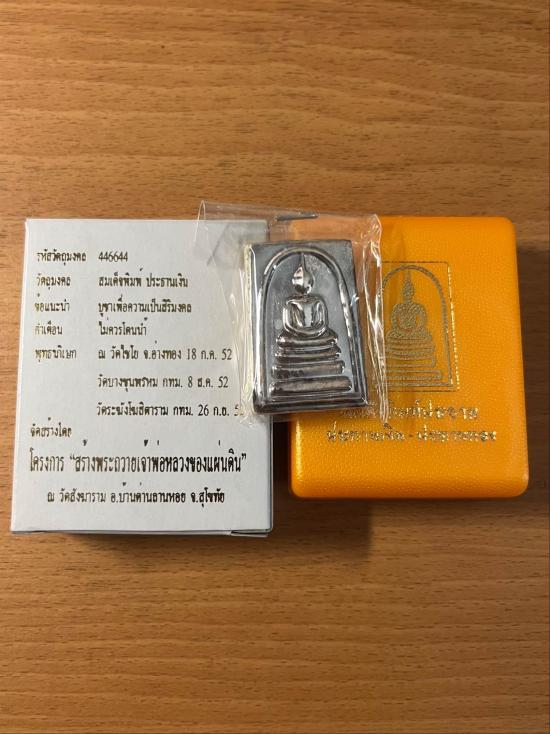 รหัสวัตถุมงคล 446644
วัตถุมงคล สมเด็จพิมพ์ ประธานเงิน
ข้อแนะนำ บูชาเพื่อความเป็นสิริมงคล
คำเตือน ไม่ควรโดนน้ำ
พุทธาภิเษก ณ วัดไชโย จ.อ่างทอง 18 ก.ค. 52
วัดบางขุนพรหม กทม. 8 ธ.ค. 52
วัดระฆังโฆสิตาราม กทม. 26 ก.ย.
จัดสร้างโดย
โครงการ "สร้างพระถวายเจ้าพ่อหลวงของแผ่นดิน"
ณ วัดสังฆาราม อ.บ้านด่านลานหอย จ.สุโขทัย